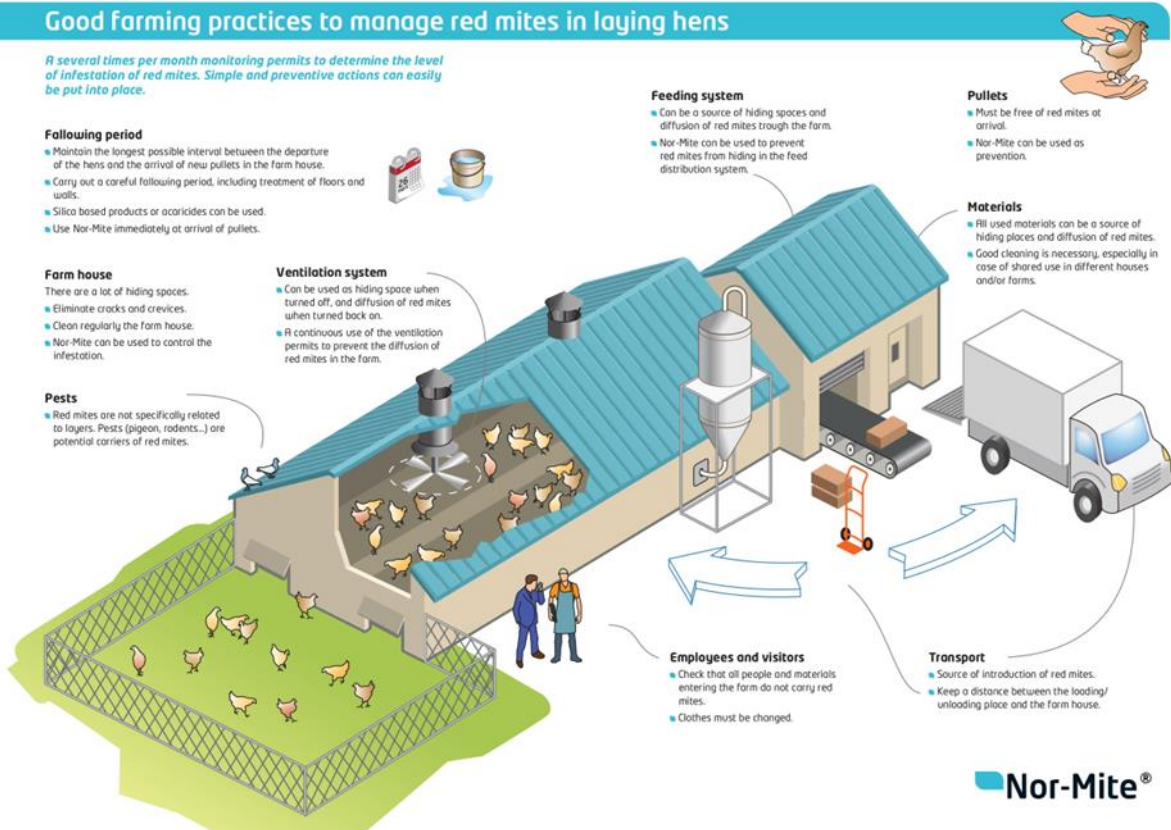 Good farming practices to manage red mites in laying hens
A several times per month monitoring permits to determine the level
of infestation of red mites. Simple and preventive actions can easily
be put into place.
Fallowing period
Maintain the longest possible interval between the departure
of the hens and the arrival of new pullets in the farm house.
Carry out a careful fallowing period, including treatment of floors and
walls.
Silica based products or acaricides can be used.
Use Nor-Mite immediately at arrival of pullets.
26
Farm house
There are a lot of hiding spaces.
Eliminate cracks and crevices.
Clean regularly the farm house.
Nor-Mite can be used to control the
infestation.
Ventilation system
Can be used as hiding space when
turned off, and diffusion of red mites
when turned back on.
A continuous use of the ventilation
permits to prevent the diffusion of
red mites in the farm.
Pests
Red mites are not specifically related
to layers. Pests (pigeon, rodents...) are
potential carriers of red mites.
Feeding system
Can be a source of hiding spaces and
diffusion of red mites trough the farm.
Nor-Mite can be used to prevent
red mites from hiding in the feed
distribution system.
Pullets
Must be free of red mites at
arrival.
Nor-Mite can be used as
prevention.
Materials
All used materials can be a source of
hiding places and diffusion of red mites.
Good cleaning is necessary, especially in
case of shared use in different houses
and/or farms.
Employees and visitors
Check that all people and materials
entering the farm do not carry red
mites.
Clothes must be changed.
Transport
Source of introduction of red mites.
Keep a distance between the loading/
unloading place and the farm house.
Nor-Mite®